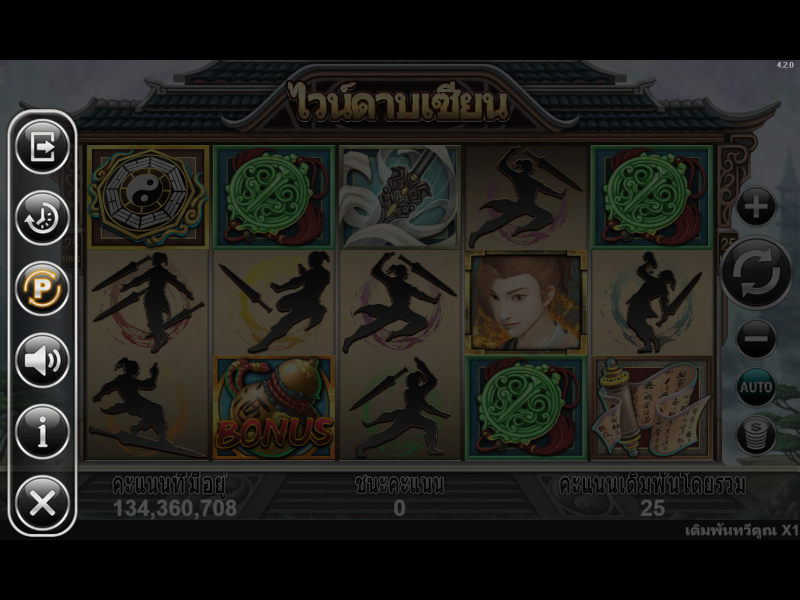 4.2.0
ไวน์ดาบเซียน
25
P
BONUS
AUTO
$
i
คะแนนที่มีอยู่
ชนะคะแนน
คะแนนเดิมพันโดยรวม
134,360,708
0
25
เดิมพันทวีคูณ X1